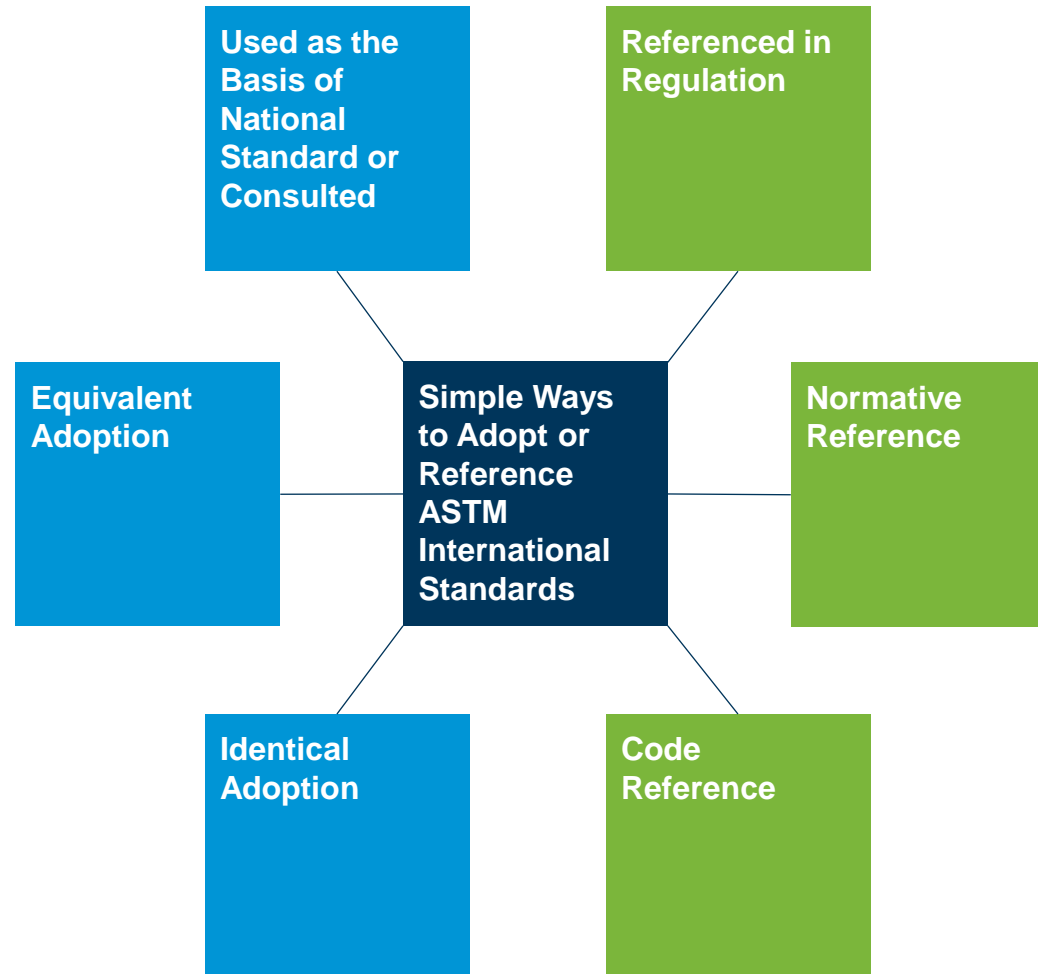 Used as the
Basis of
National
Standard or
Consulted
Referenced in
Regulation
Equivalent
Adoption
Simple Ways
to Adopt or
Reference
ASTM
International
Standards
Normative
Reference
Identical
Adoption
Code
Reference